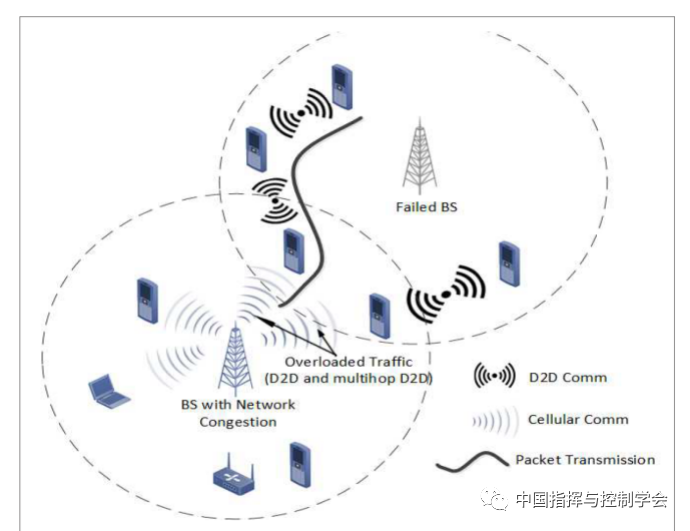 Failed BS
Overloaded Traffic
(D2D and multihop D2D)
BS with Network
Congestion
D2D Comm
Cellular Comm
Packet Transmission
中国指挥与控制学会